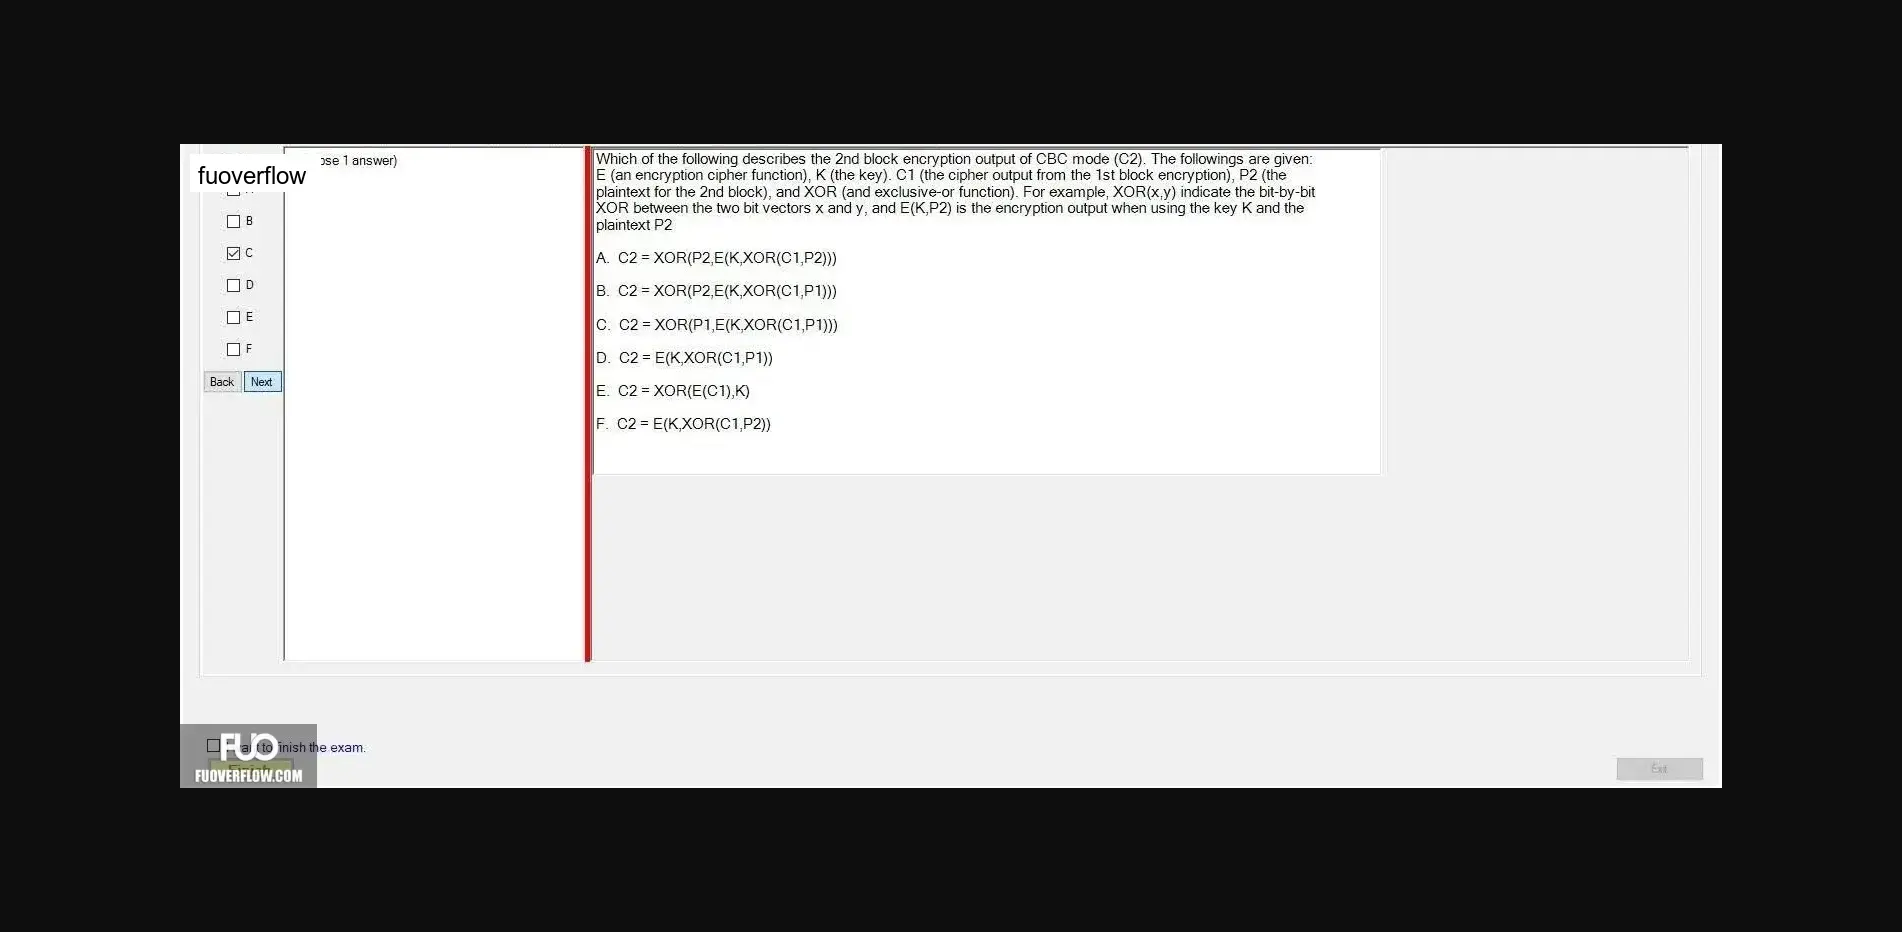 fuoverflow
ose 1 answer)
B
C
D
E
F
Back Next
Which of the following describes the 2nd block encryption output of CBC mode (C2). The followings are given:
E (an encryption cipher function), K (the key). C1 (the cipher output from the 1st block encryption), P2 (the
plaintext for the 2nd block), and XOR (and exclusive-or function). For example, XOR(x,y) indicate the bit-by-bit
XOR between the two bit vectors x and y, and E(K,P2) is the encryption output when using the key K and the
plaintext P2
A. C2 = XOR(P2,E(K,XOR(C1,P2)))
B. C2 = XOR(P2,E(K,XOR(C1,P1)))
C. C2 = XOR(P1,E(K,XOR(C1,P1)))
D. C2 = E(K,XOR(C1,P1))
E. C2 = XOR(E(C1),K)
F. C2 = E(K,XOR(C1,P2))
to finish the exam.
FUO
FUOVERFLOW.COM
Exit